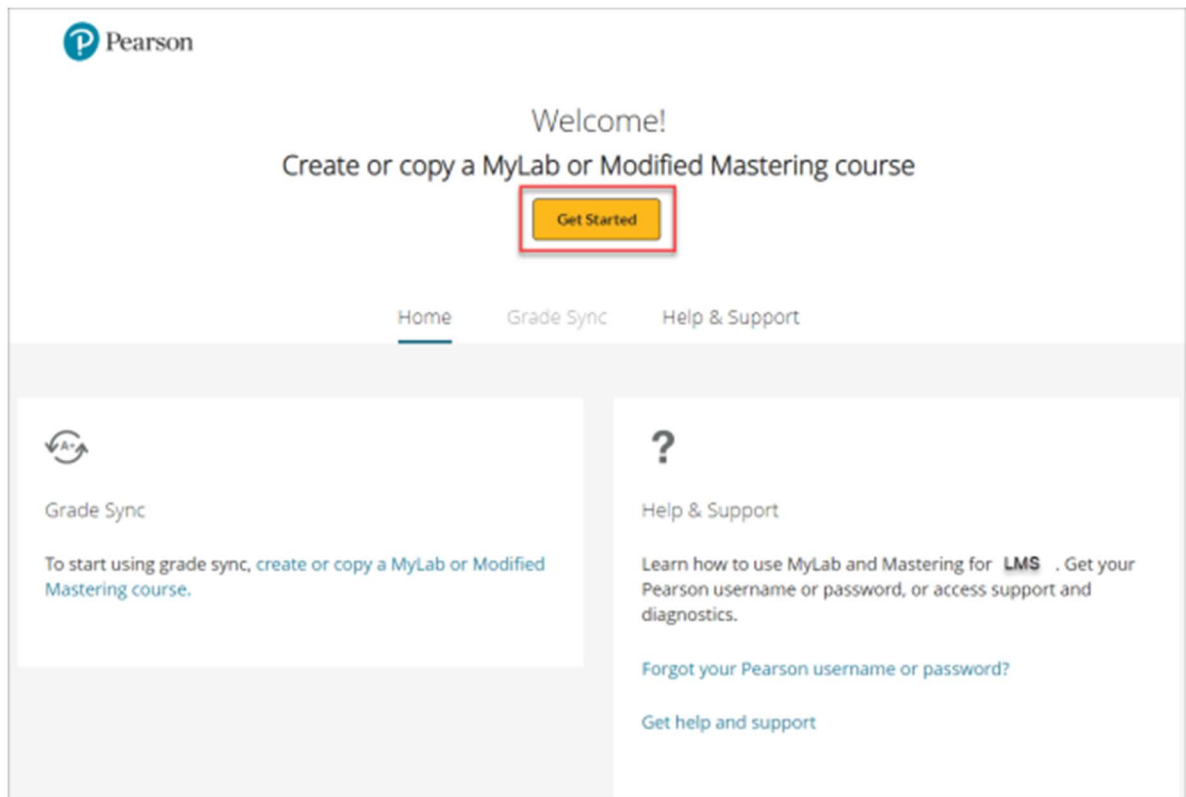 Pearson
Welcome!
Create or copy a MyLab or Modified Mastering course
Get Started
Home Grade Sync Help & Support
A+
Grade Sync
To start using grade sync, create or copy a MyLab or Modified
Mastering course.
?
Help & Support
Learn how to use MyLab and Mastering for LMS . Get your
Pearson username or password, or access support and
diagnostics.
Forgot your Pearson username or password?
Get help and support